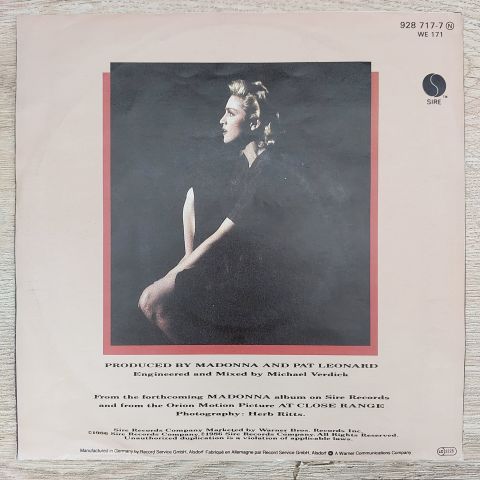 928 717-7 Ⓝ
WE 171
SIRE
PRODUCED BY MADONNA AND PAT LEONARD
Engineered and Mixed by Michael Verdick
From the forthcoming MADONNA album on Sire Records
and from the Orion Motion Picture AT CLOSE RANGE
Photography: Herb Ritts.
Sire Records Company Marketed by Warner Bros. Records Inc.
©1986 Sire Records Company, ℗1986 Sire Records Company. All Rights Reserved.
Unauthorized duplication is a violation of applicable laws.
Manufactured in Germany by Record Service GmbH, Alsdorf Fabriqué en Allemagne par Record Service GmbH, Alsdorf A Warner Communications Company